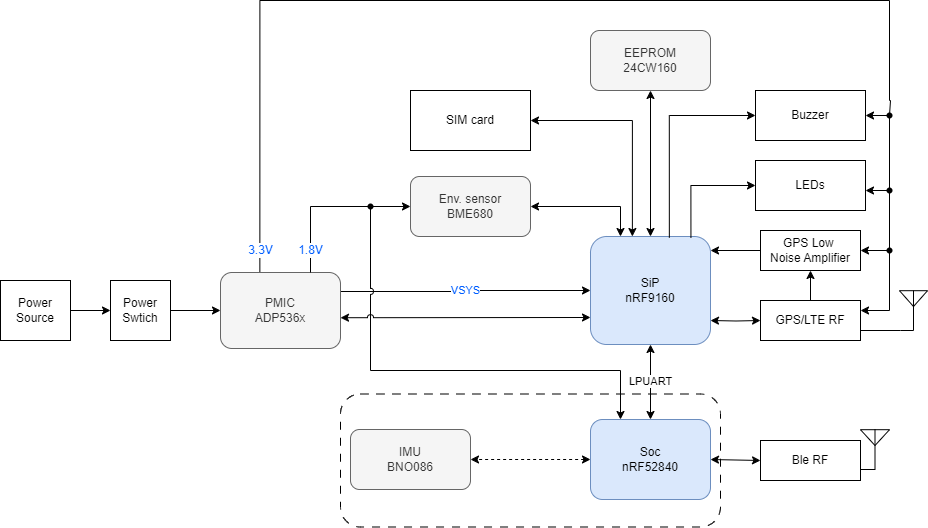 EEPROM
24CW160
SIM card
Buzzer
LEDs
Env. sensor
BME680
3.3V
1.8V
GPS Low
Noise Amplifier
Power
Source
Power
Swtich
PMIC
ADP536x
VSYS
SiP
nRF9160
GPS/LTE RF
LPUART
IMU
BNO086
Soc
nRF52840
Ble RF